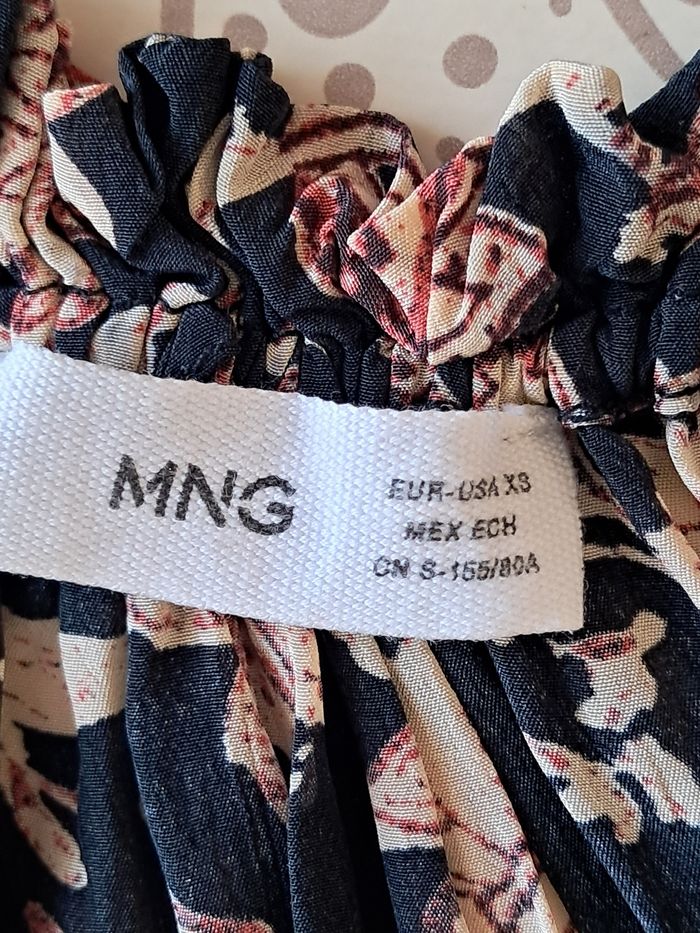 MNG
EUR-USA XS
MEX ECH
CN S-155/80A